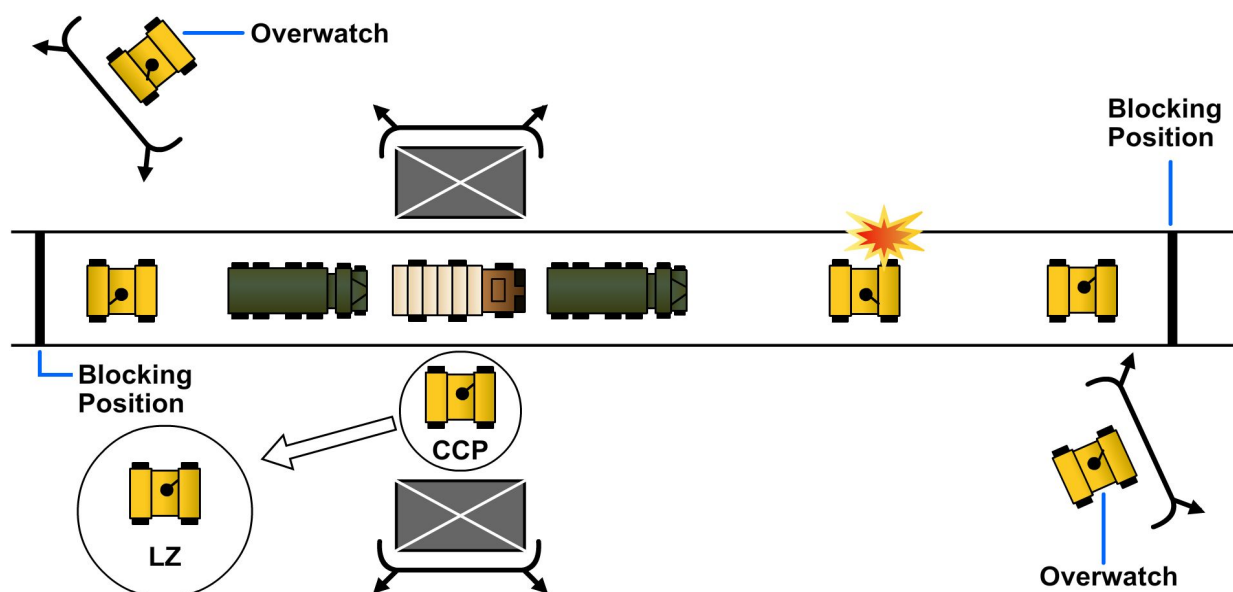 Overwatch
Blocking
Position
Blocking
Position
CCP
LZ
Overwatch